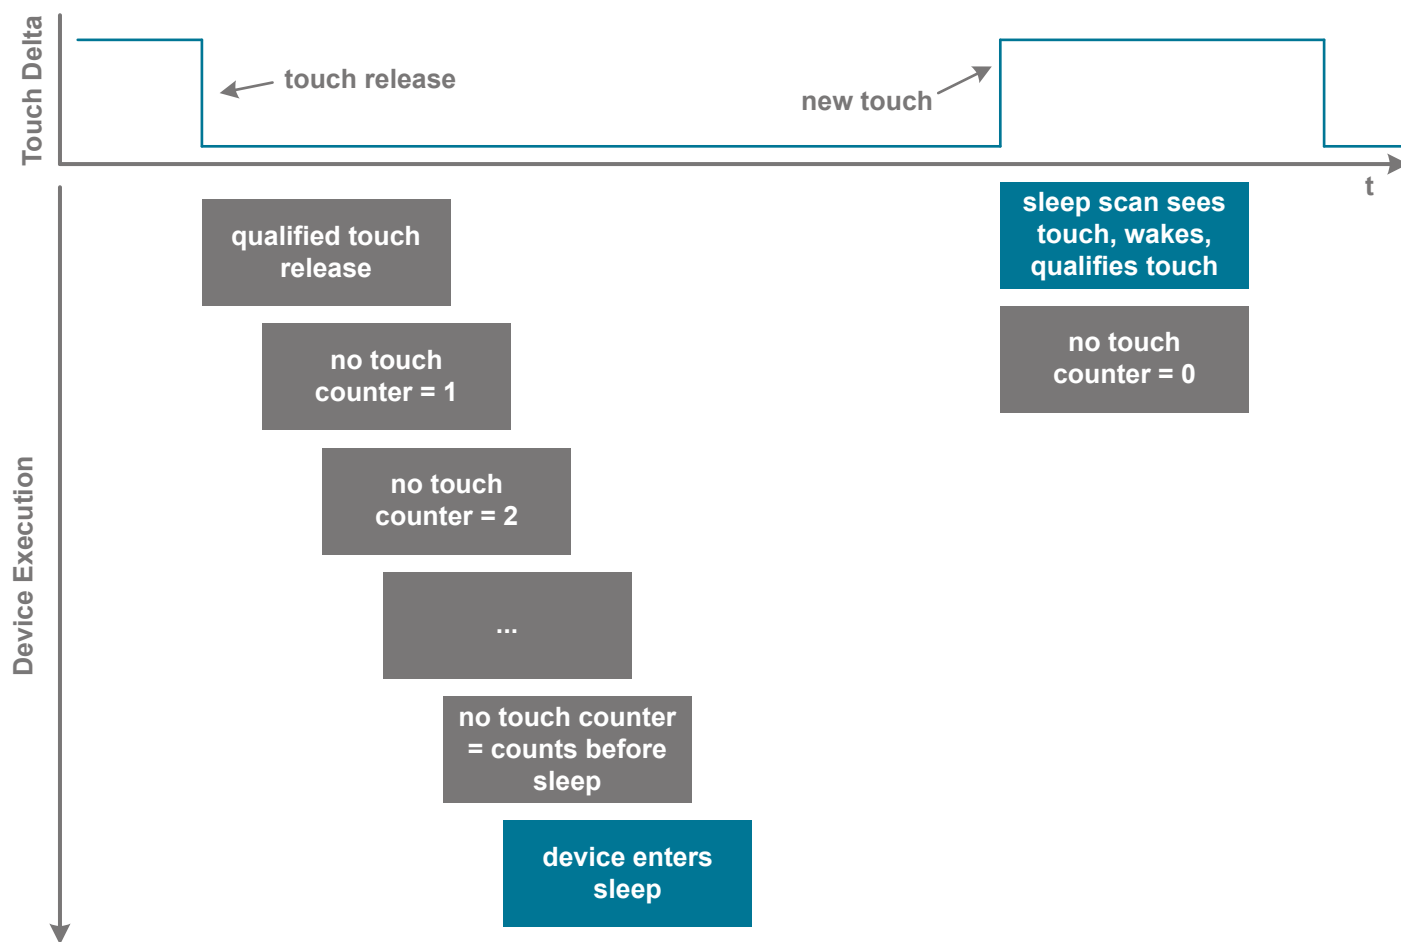 Touch Delta
touch release
new touch
t
Device Execution
qualified touch
release
no touch
counter = 1
no touch
counter = 2
...
no touch counter
= counts before
sleep
device enters
sleep
sleep scan sees
touch, wakes,
qualifies touch
no touch
counter = 0